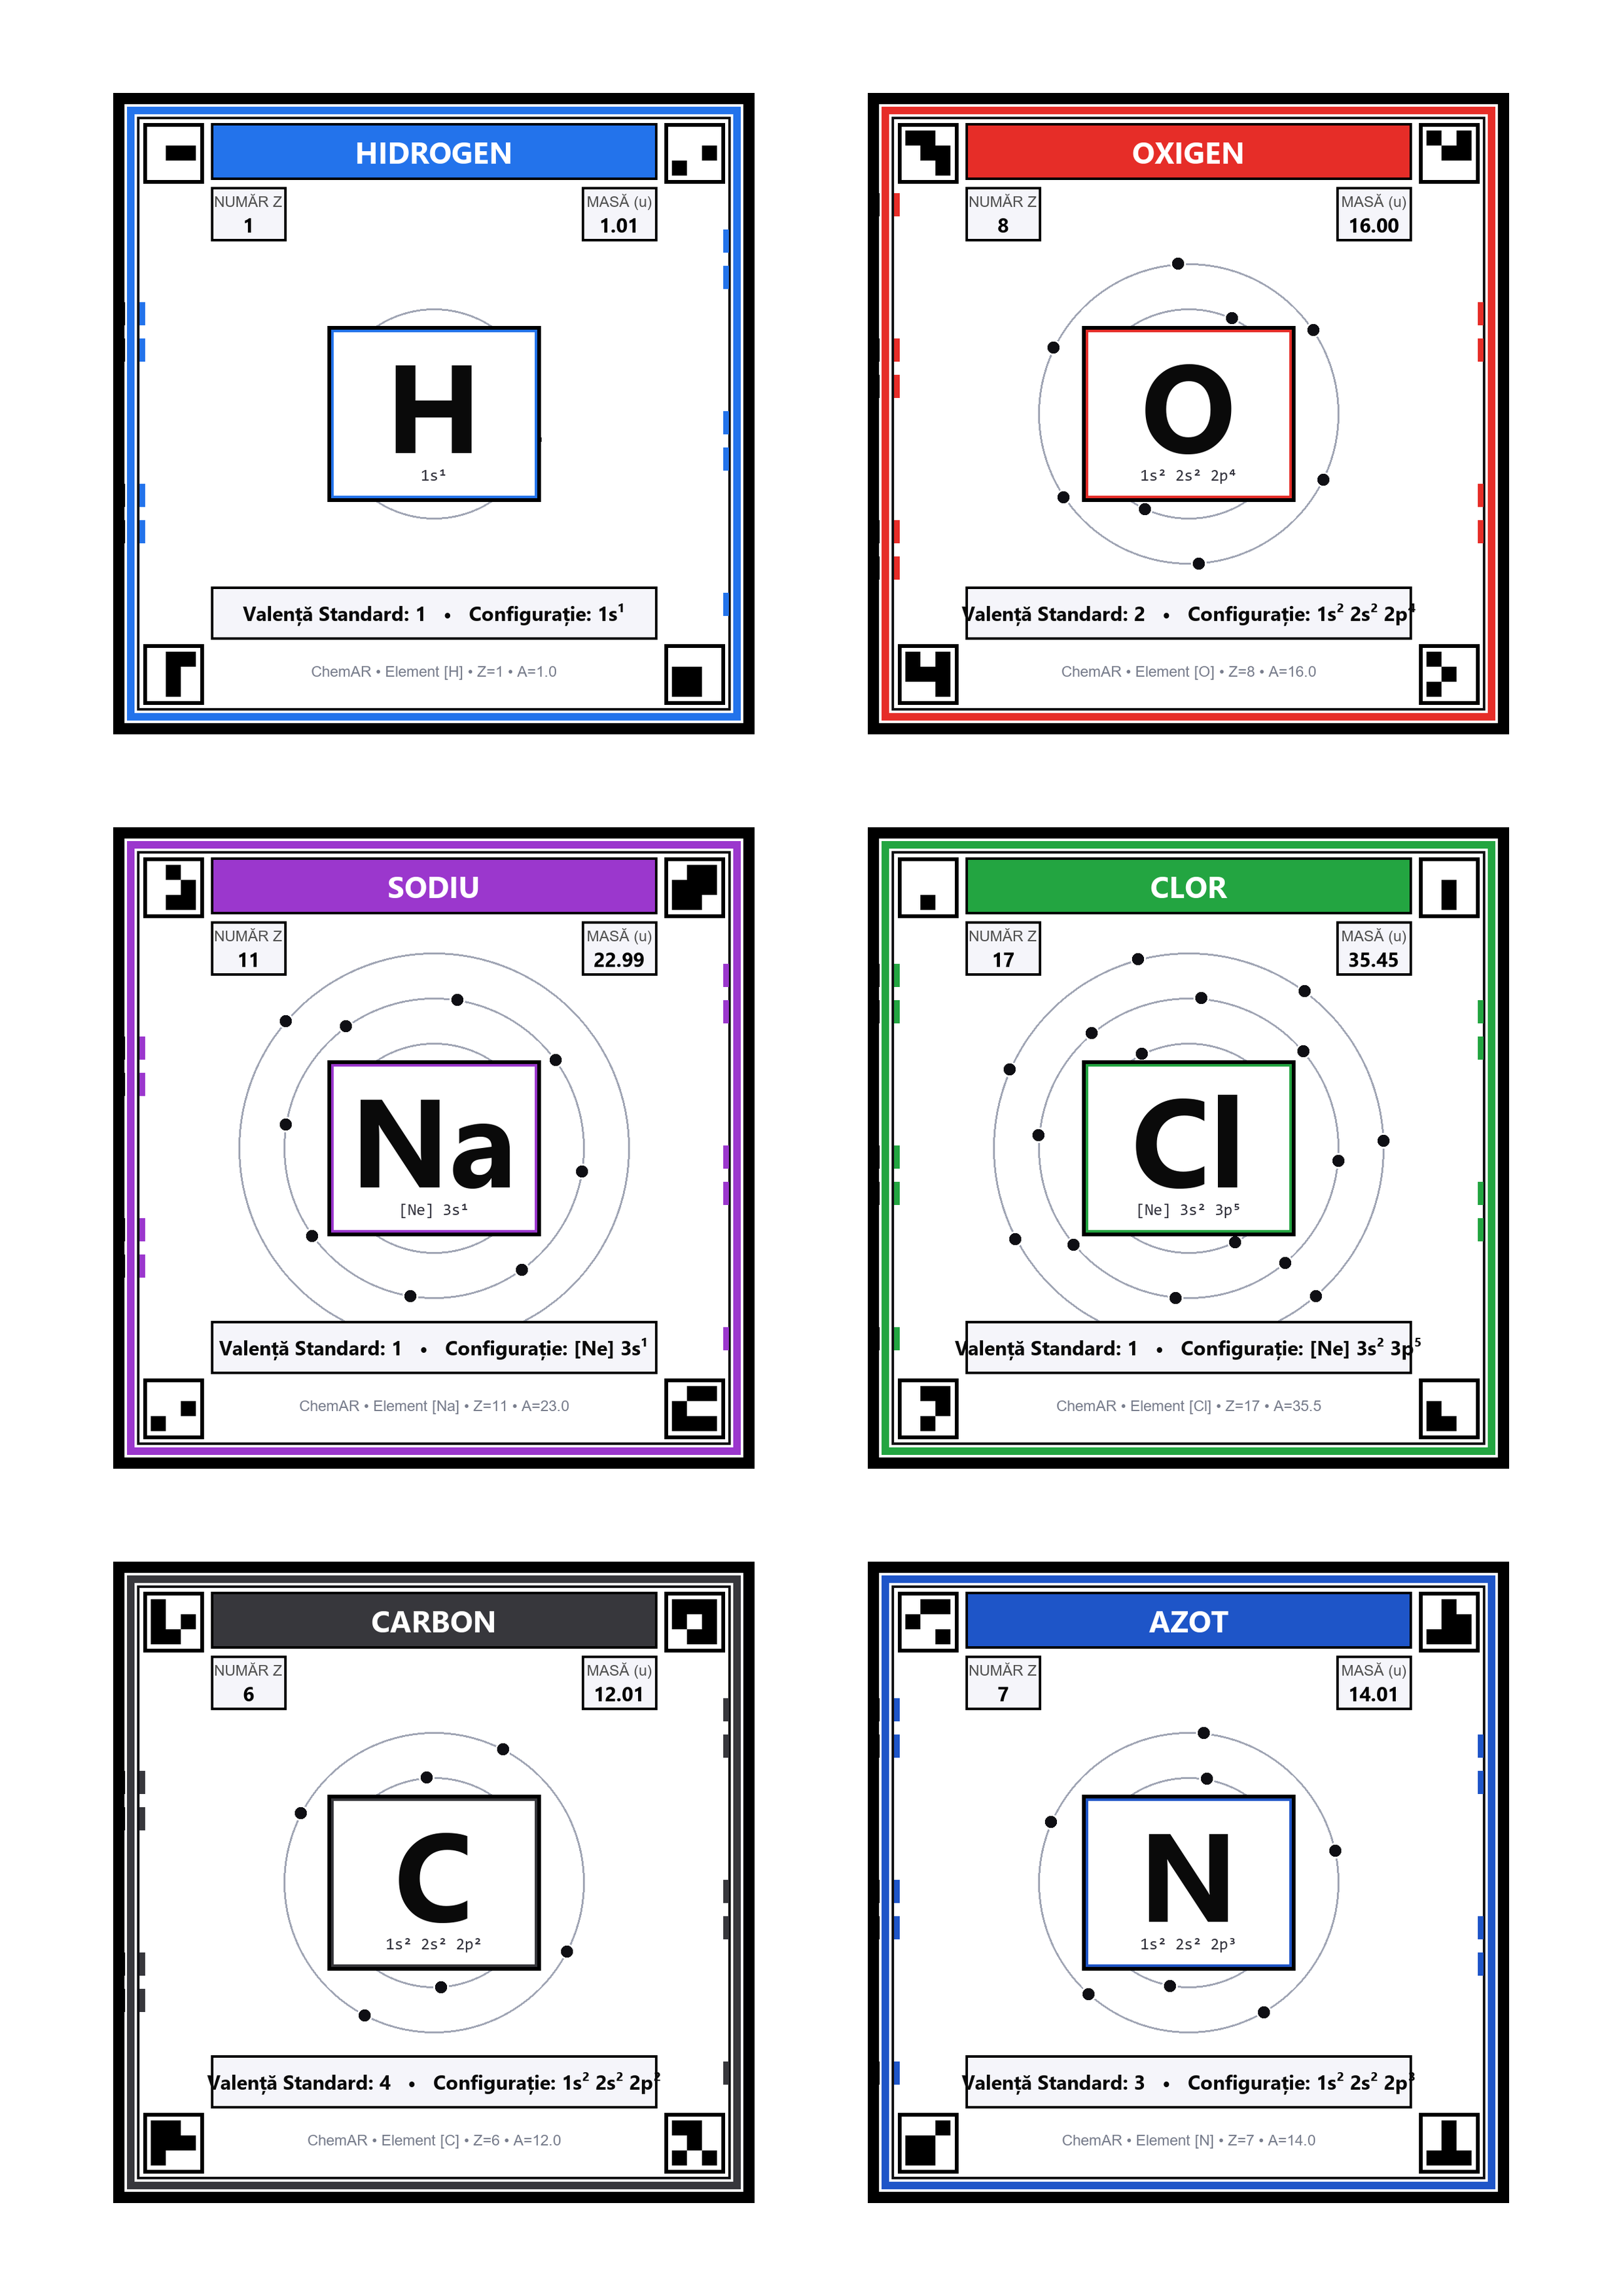 HIDROGEN
NUMĂR Z
1
MASĂ (u)
1.01
H
1s¹
Valență Standard: 1 • Configurație: 1s¹
ChemAR • Element [H] • Z=1 • A=1.0
OXIGEN
NUMĂR Z
8
MASĂ (u)
16.00
O
1s² 2s² 2p⁴
Valență Standard: 2 • Configurație: 1s² 2s² 2p⁴
ChemAR • Element [O] • Z=8 • A=16.0
SODIU
NUMĂR Z
11
MASĂ (u)
22.99
Na
[Ne] 3s¹
Valență Standard: 1 • Configurație: [Ne] 3s¹
ChemAR • Element [Na] • Z=11 • A=23.0
CLOR
NUMĂR Z
17
MASĂ (u)
35.45
Cl
[Ne] 3s² 3p⁵
Valență Standard: 1 • Configurație: [Ne] 3s² 3p⁵
ChemAR • Element [Cl] • Z=17 • A=35.5
CARBON
NUMĂR Z
6
MASĂ (u)
12.01
C
1s² 2s² 2p²
Valență Standard: 4 • Configurație: 1s² 2s² 2p²
ChemAR • Element [C] • Z=6 • A=12.0
AZOT
NUMĂR Z
7
MASĂ (u)
14.01
N
1s² 2s² 2p³
Valență Standard: 3 • Configurație: 1s² 2s² 2p³
ChemAR • Element [N] • Z=7 • A=14.0